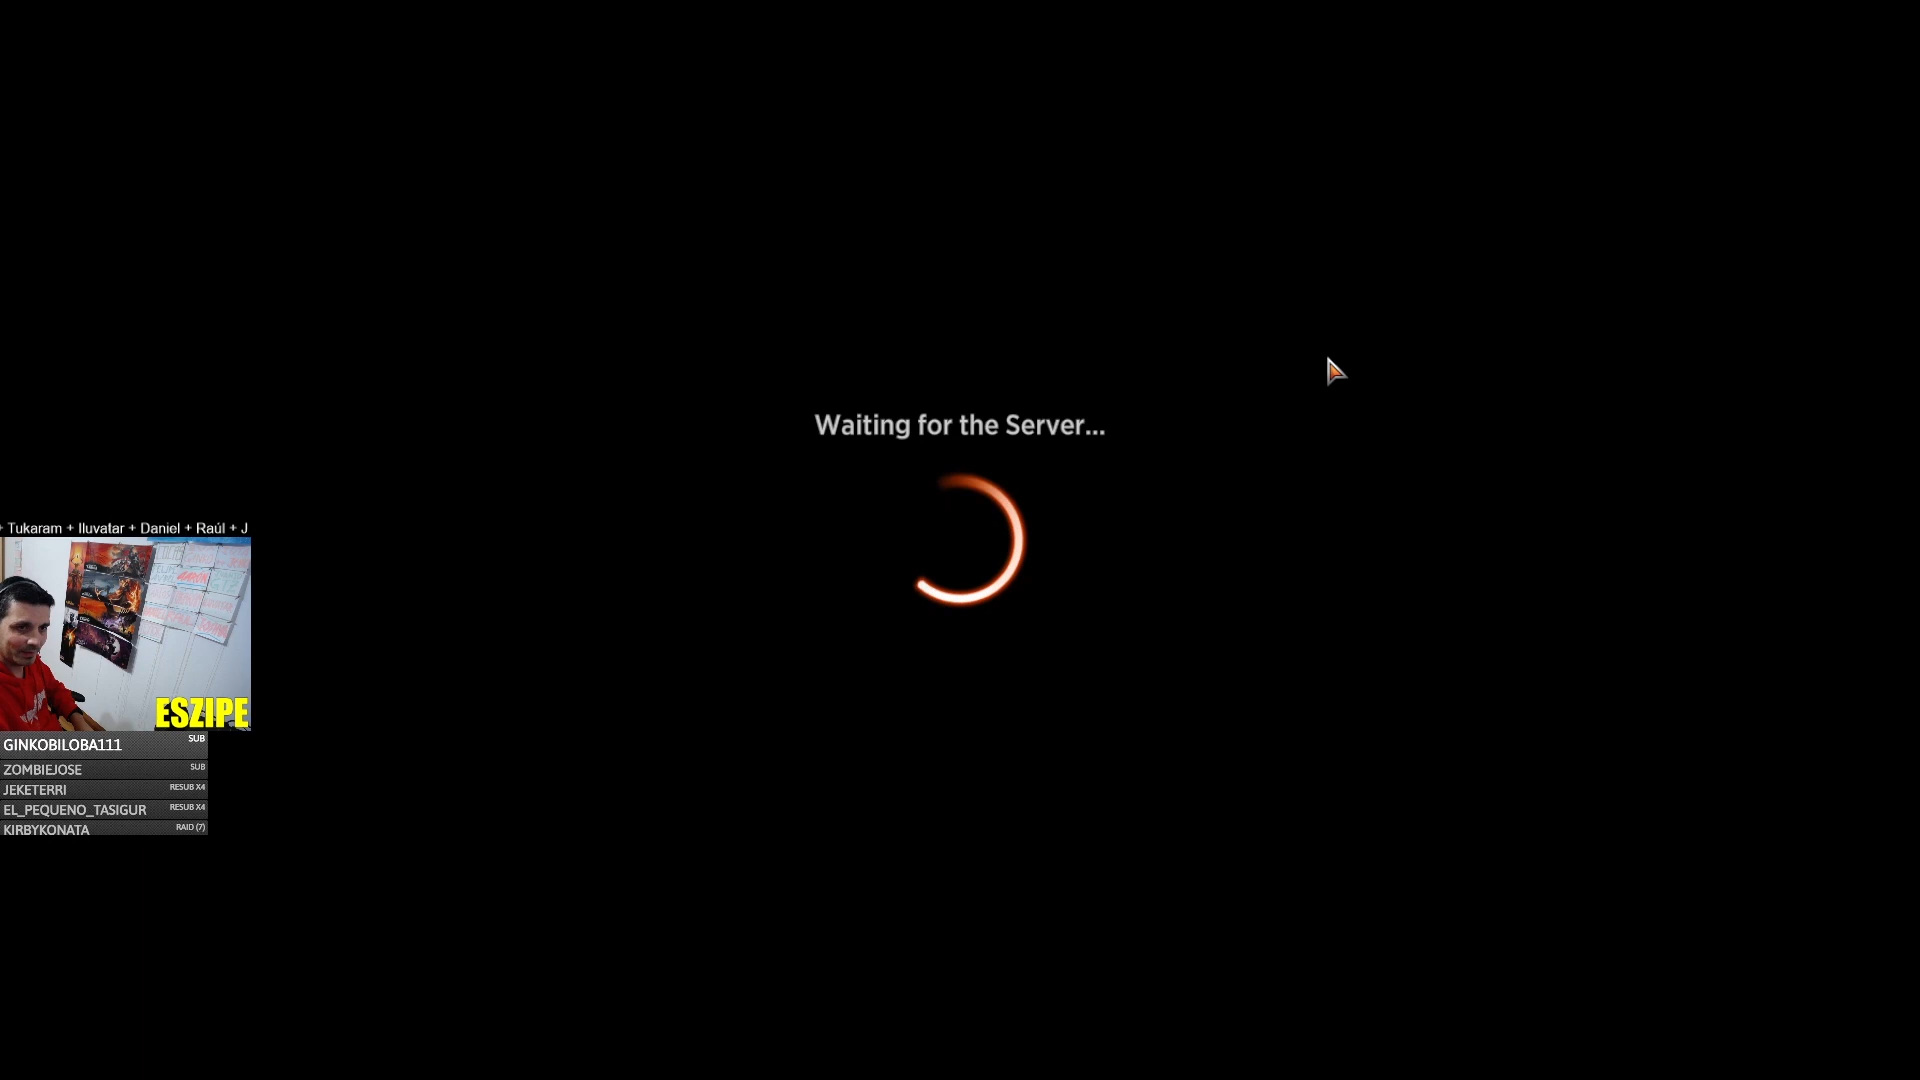 Waiting for the Server...
+ Tukaram + Iluvatar + Daniel + Raúl + J
ESZIPE
GINKOBILOBA111 SUB
ZOMBIEJOSE SUB
JEKETERRI RESUB X4
EL_PEQUENO_TASIGUR RESUB X4
KIRBYKONATA RAID (7)